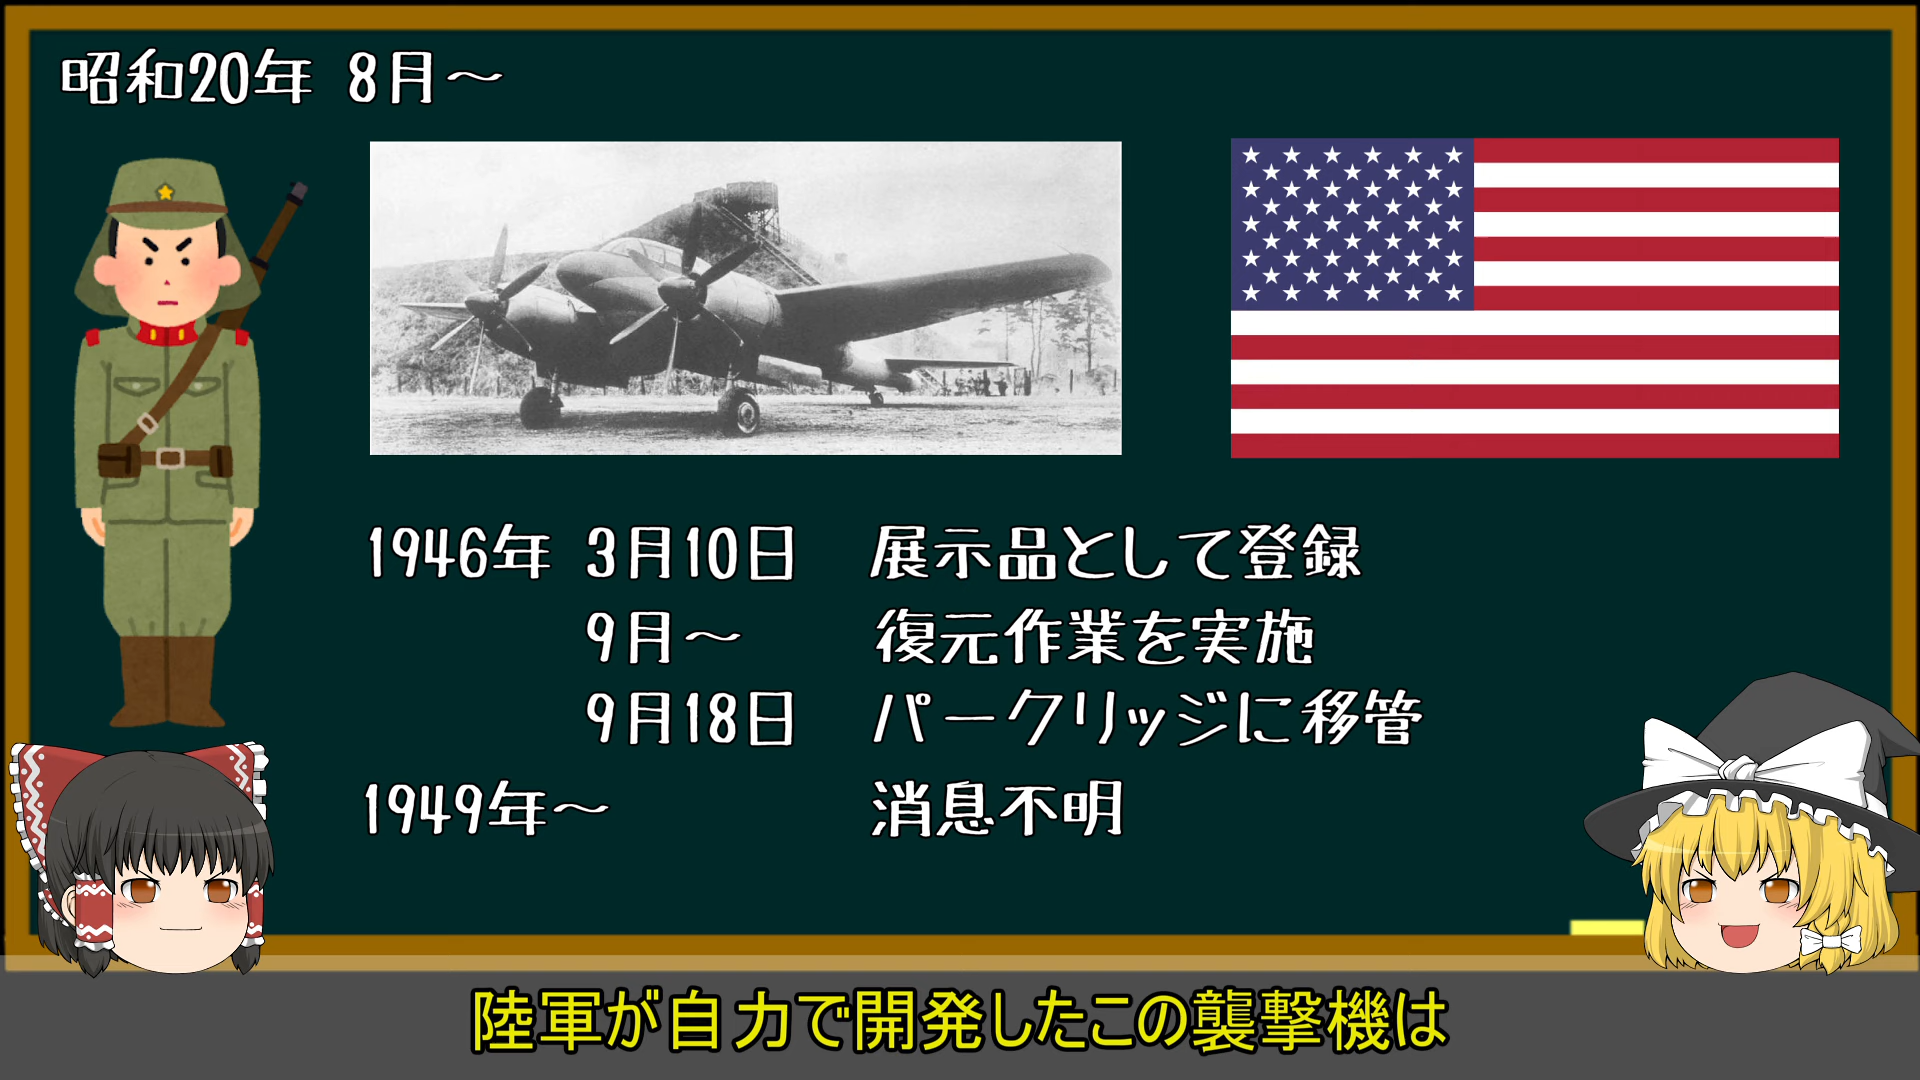 昭和20年 8月～
1946年 3月10日 展示品として登録
9月～ 復元作業を実施
9月18日 パークリッジに移管
1949年～ 消息不明
陸軍が自力で開発したこの襲撃機は